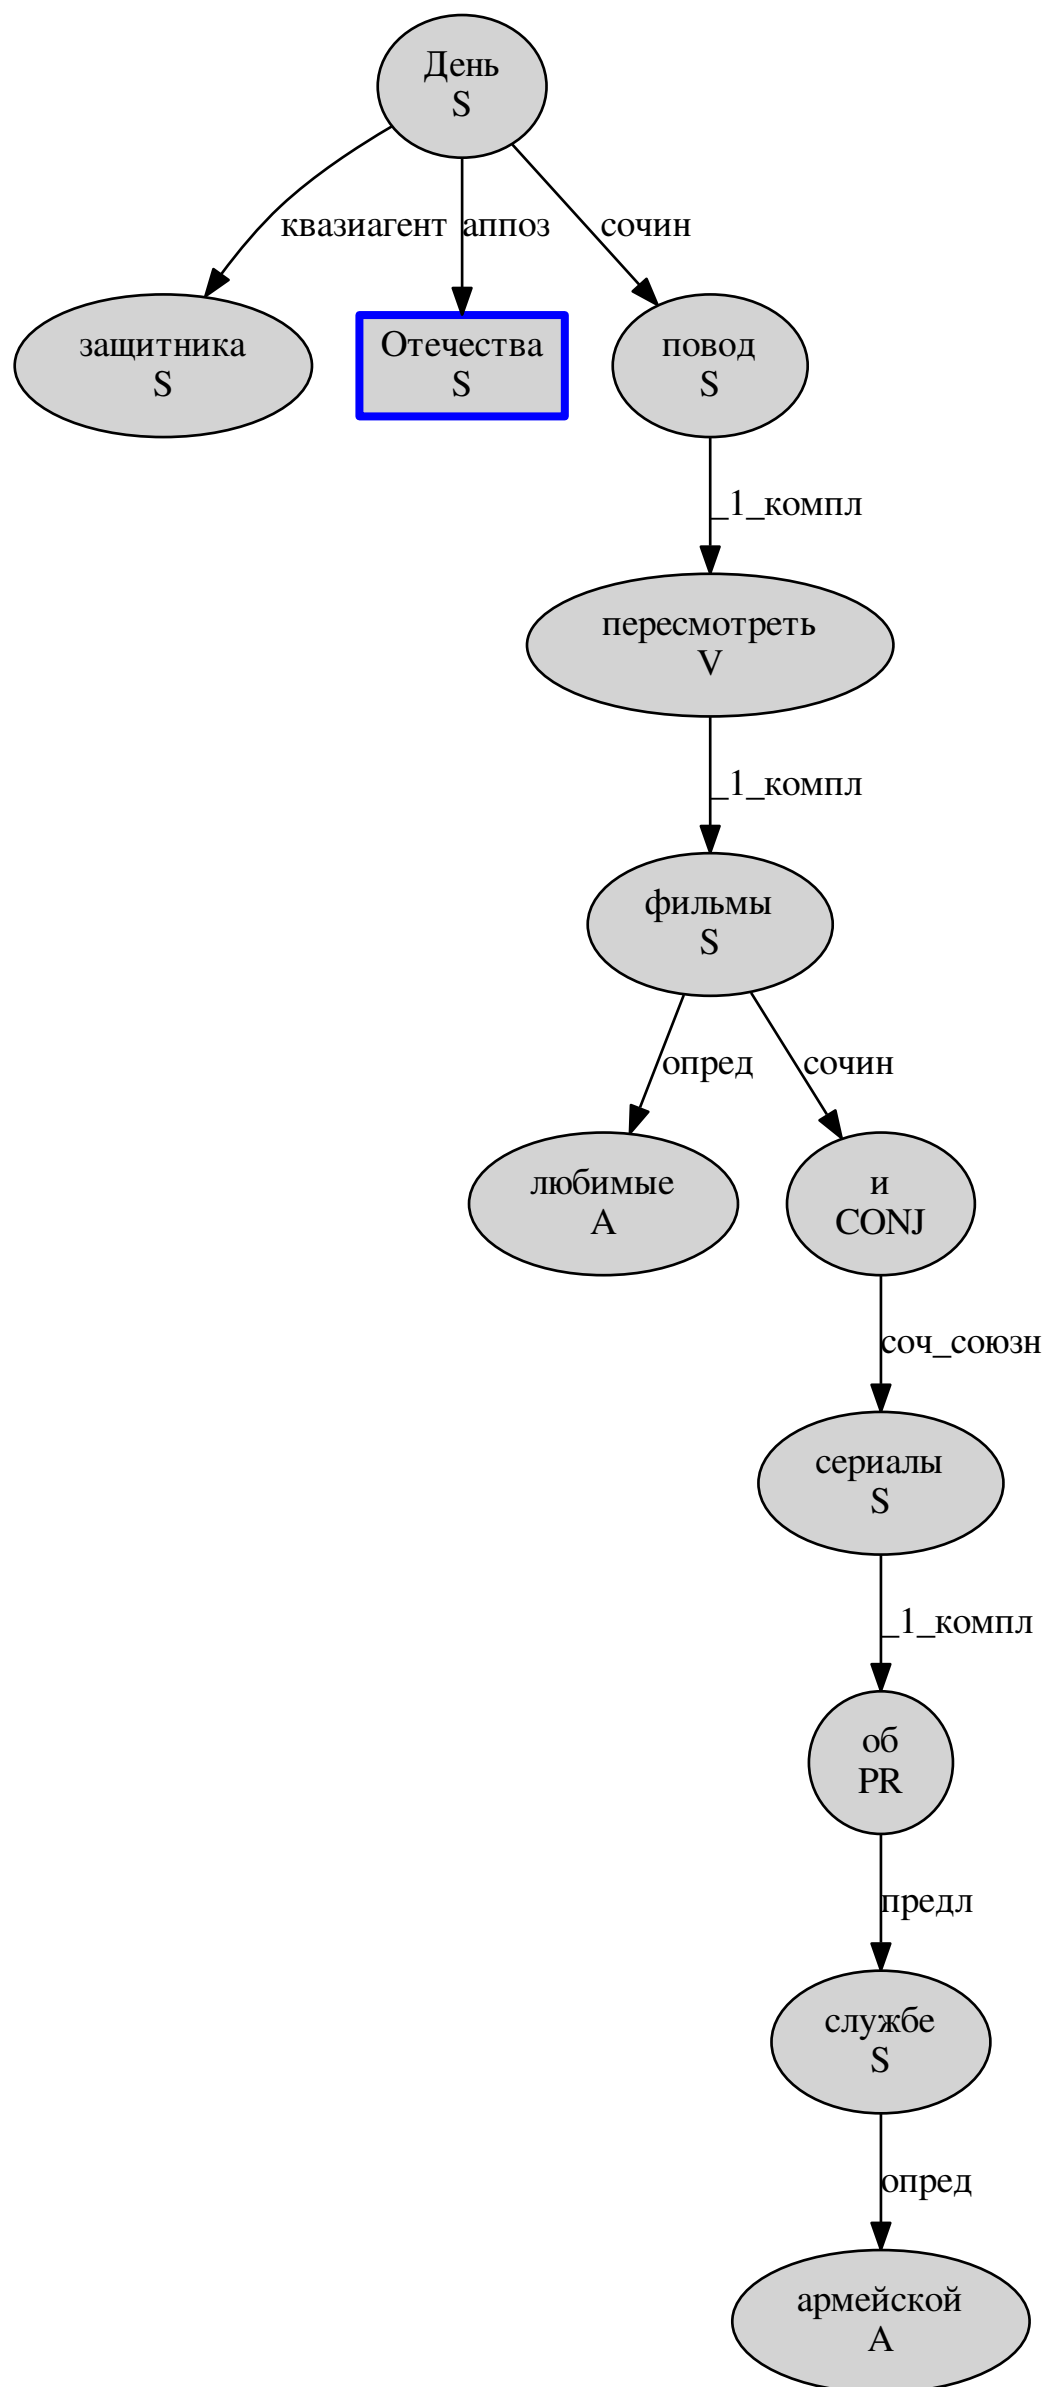 День
S
квазиагент аппоз сочин
защитника
S
Отечества
S
повод
S
_1_компл
пересмотреть
V
_1_компл
фильмы
S
опред сочин
любимые
A
и
CONJ
соч_союзн
сериалы
S
_1_компл
об
PR
предл
службе
S
опред
армейской
A